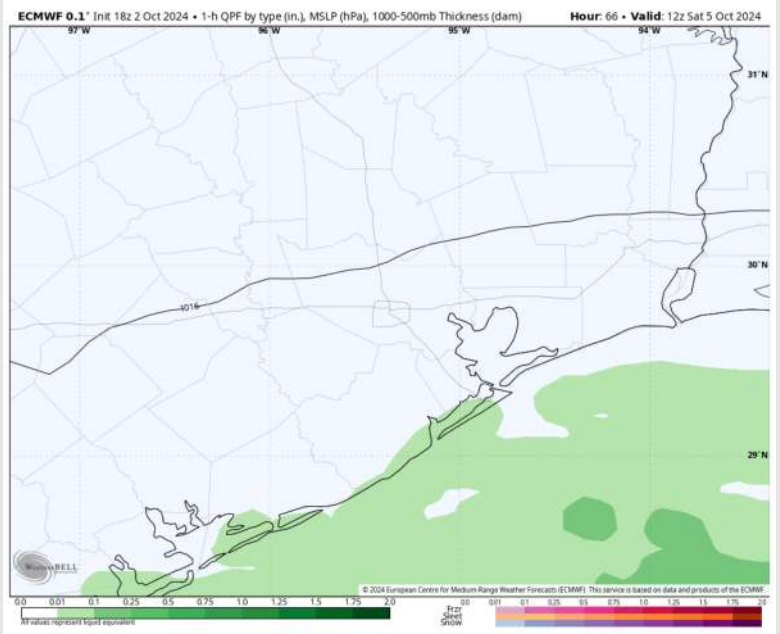 ECMWF 0.1° Init 18z 2 Oct 2024 • 1-h QPF by type (in.), MSLP (hPa), 1000-500mb Thickness (dam) Hour: 66 • Valid: 12z Sat 5 Oct 2024
97°W 96°W 95°W 94°W
31°N
30°N
1016
29°N
WeatherBELL
© 2024 European Centre for Medium-Range Weather Forecasts (ECMWF). This service is based on data and products of the ECMWF.
0.0 0.01 0.1 0.25 0.5 0.75 1.0 1.25 1.5 1.75 2.0 0.0 0.01 0.1 0.25 0.5 0.75 1.0 1.25 1.5 1.75 2.0
Frzr
Sleet
Snow
All values represent liquid equivalent